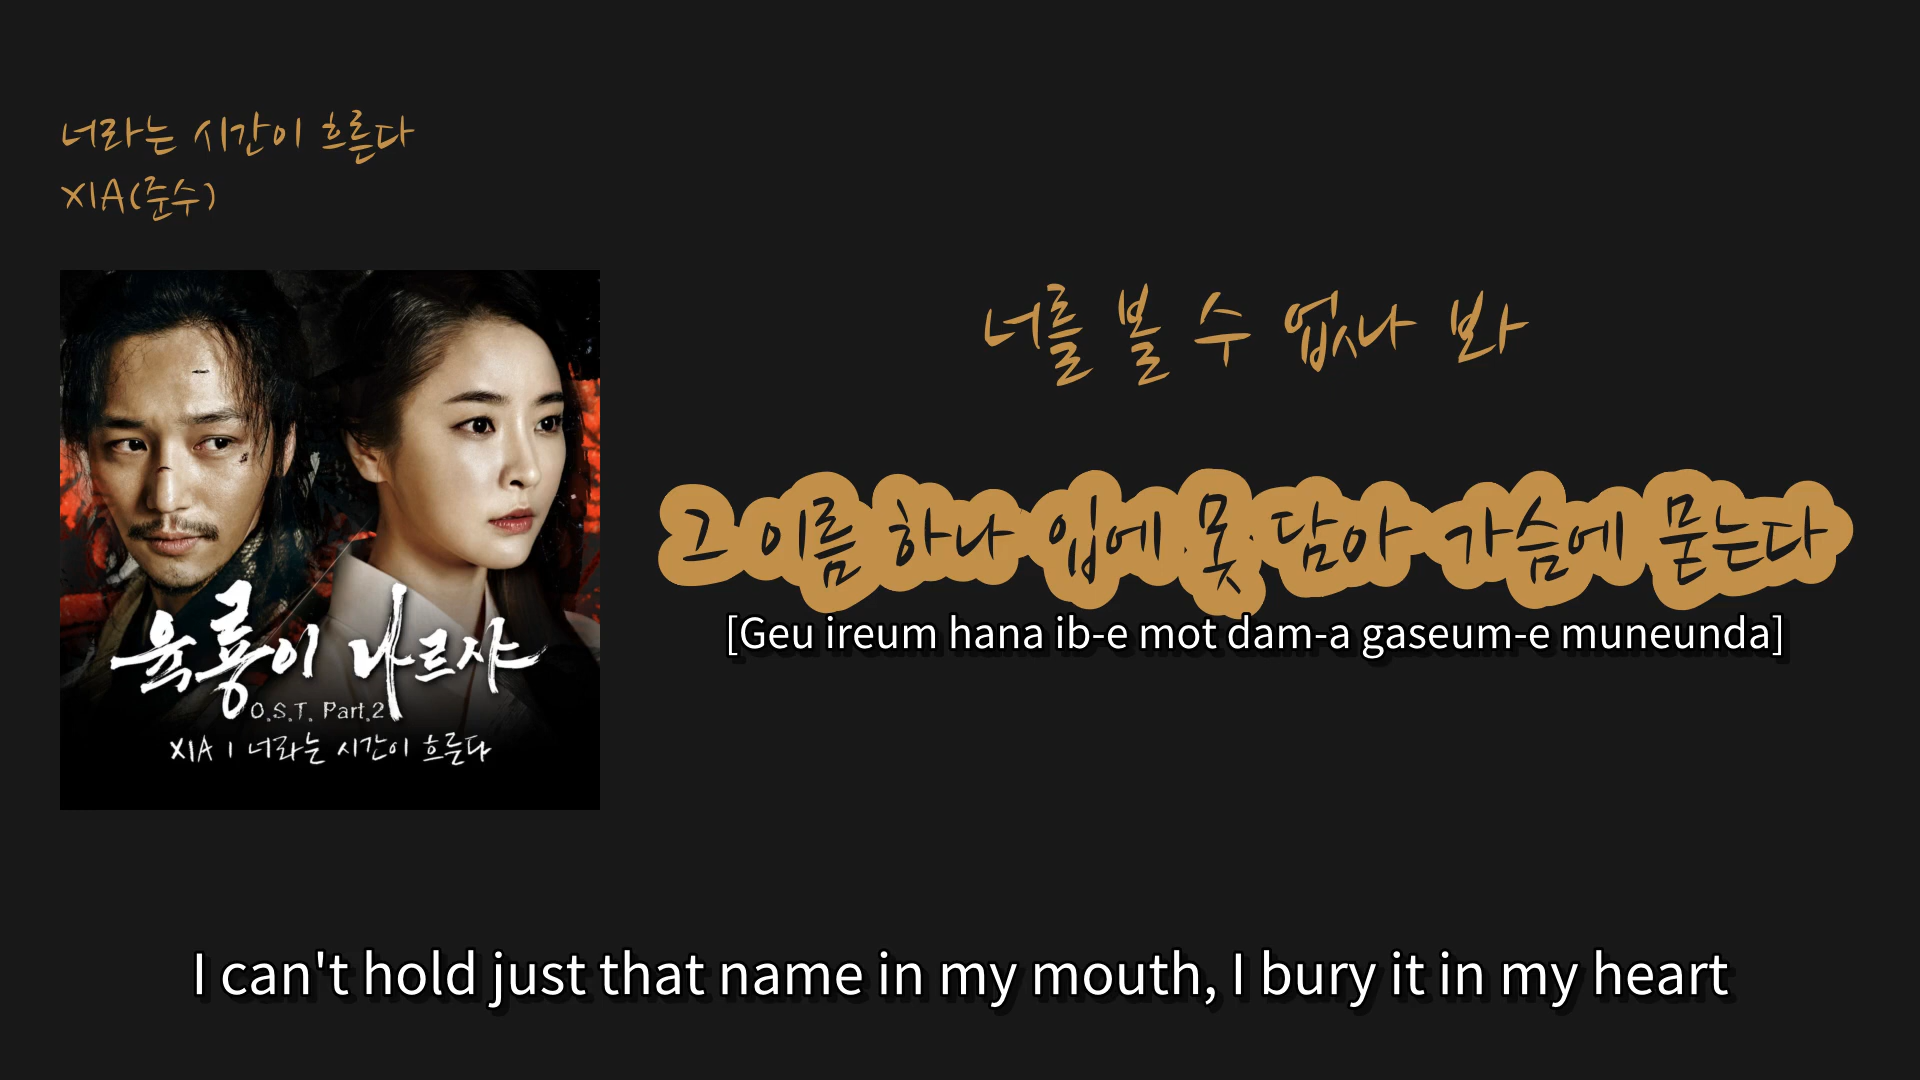 너라는 시간이 흐른다
XIA(준수)
너를 볼 수 없나 봐
그 이름 하나 입에 못 담아 가슴에 묻는다
[Geu ireum hana ib-e mot dam-a gaseum-e muneunda]
육룡이 나르샤
O.S.T. Part.2
XIA | 너라는 시간이 흐른다
I can't hold just that name in my mouth, I bury it in my heart